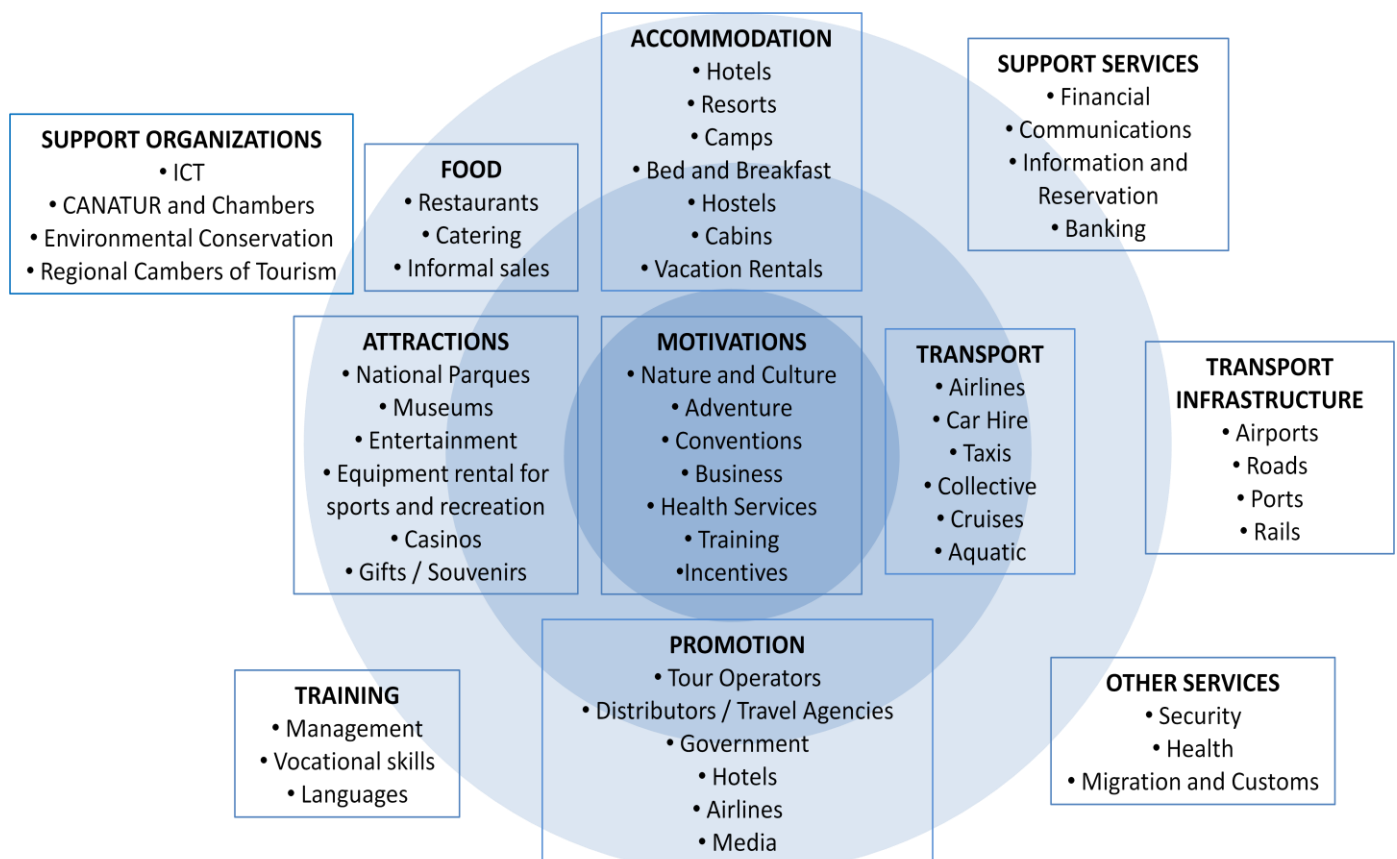 ACCOMMODATION
• Hotels
• Resorts
• Camps
• Bed and Breakfast
• Hostels
• Cabins
• Vacation Rentals
SUPPORT SERVICES
• Financial
• Communications
• Information and
Reservation
• Banking
SUPPORT ORGANIZATIONS
• ICT
• CANATUR and Chambers
• Environmental Conservation
• Regional Cambers of Tourism
FOOD
• Restaurants
• Catering
• Informal sales
ATTRACTIONS
• National Parques
• Museums
• Entertainment
• Equipment rental for
sports and recreation
• Casinos
• Gifts / Souvenirs
MOTIVATIONS
• Nature and Culture
• Adventure
• Conventions
• Business
• Health Services
• Training
•Incentives
TRANSPORT
• Airlines
• Car Hire
• Taxis
• Collective
• Cruises
• Aquatic
TRANSPORT
INFRASTRUCTURE
• Airports
• Roads
• Ports
• Rails
TRAINING
• Management
• Vocational skills
• Languages
PROMOTION
• Tour Operators
• Distributors / Travel Agencies
• Government
• Hotels
• Airlines
• Media
OTHER SERVICES
• Security
• Health
• Migration and Customs